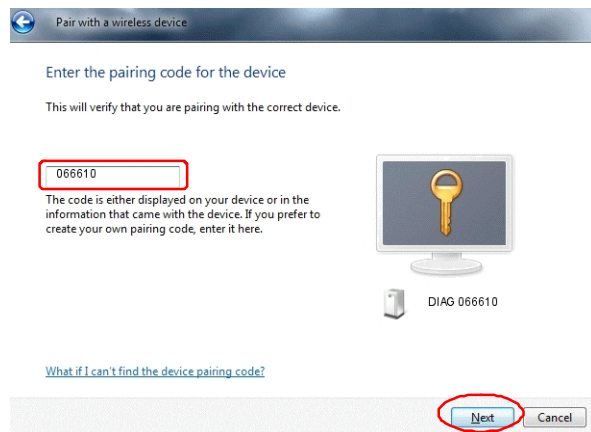 Pair with a wireless device
Enter the pairing code for the device
This will verify that you are pairing with the correct device.
066610
The code is either displayed on your device or in the
information that came with the device. If you prefer to
create your own pairing code, enter it here.
DIAG 066610
What if I can't find the device pairing code?
Next
Cancel